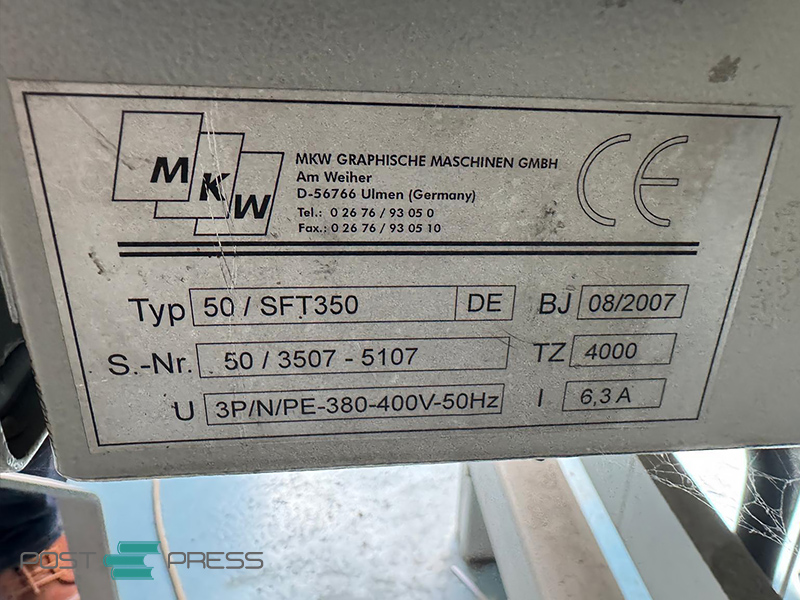 MKW
MKW GRAPHISCHE MASCHINEN GMBH
Am Weiher
D-56766 Ulmen (Germany)
Tel.: 0 26 76 / 93 05 0
Fax.: 0 26 76 / 93 05 10
CE
Typ 50 / SFT350 DE BJ 08/2007
S.-Nr. 50 / 3507 - 5107 TZ 4000
U 3P/N/PE-380-400V-50Hz I 6,3 A
POST PRESS